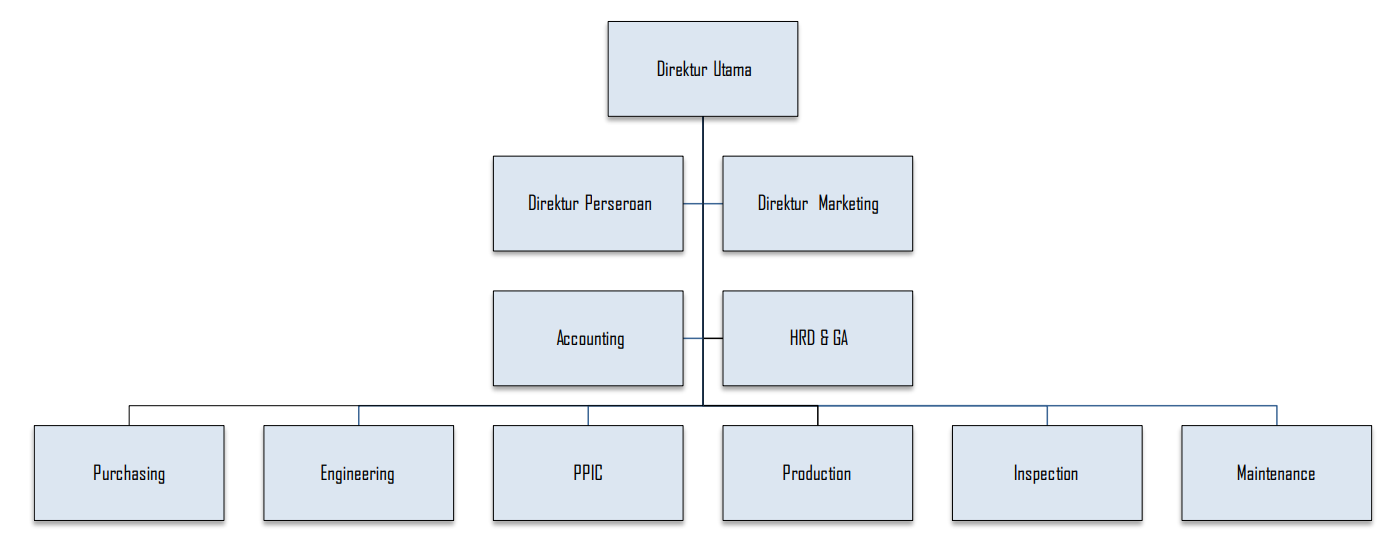 Direktur Utama
Direktur Perseroan
Direktur Marketing
Accounting
HRD & GA
Purchasing
Engineering
PPIC
Production
Inspection
Maintenance